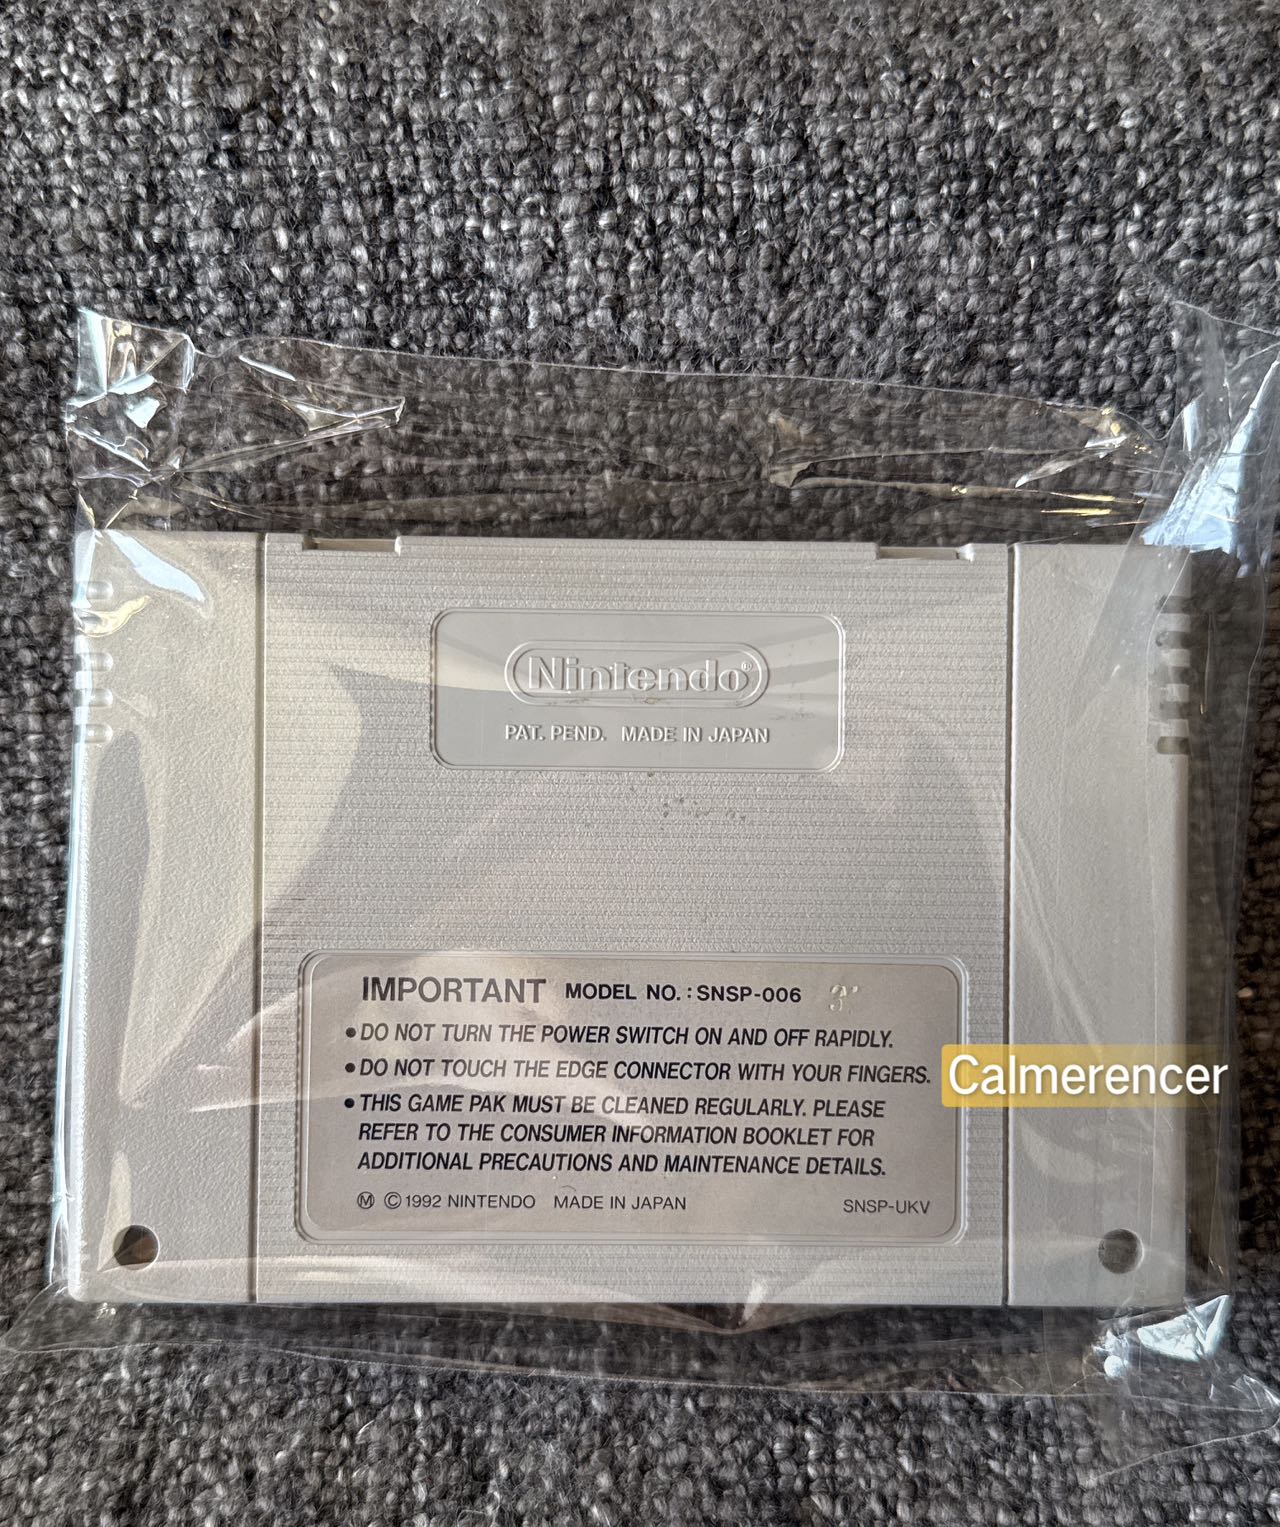 Nintendo®
PAT. PEND. MADE IN JAPAN
IMPORTANT MODEL NO.: SNSP-006
• DO NOT TURN THE POWER SWITCH ON AND OFF RAPIDLY.
• DO NOT TOUCH THE EDGE CONNECTOR WITH YOUR FINGERS.
Calmerencer
• THIS GAME PAK MUST BE CLEANED REGULARLY. PLEASE
REFER TO THE CONSUMER INFORMATION BOOKLET FOR
ADDITIONAL PRECAUTIONS AND MAINTENANCE DETAILS.
Ⓜ © 1992 NINTENDO MADE IN JAPAN SNSP-UKV